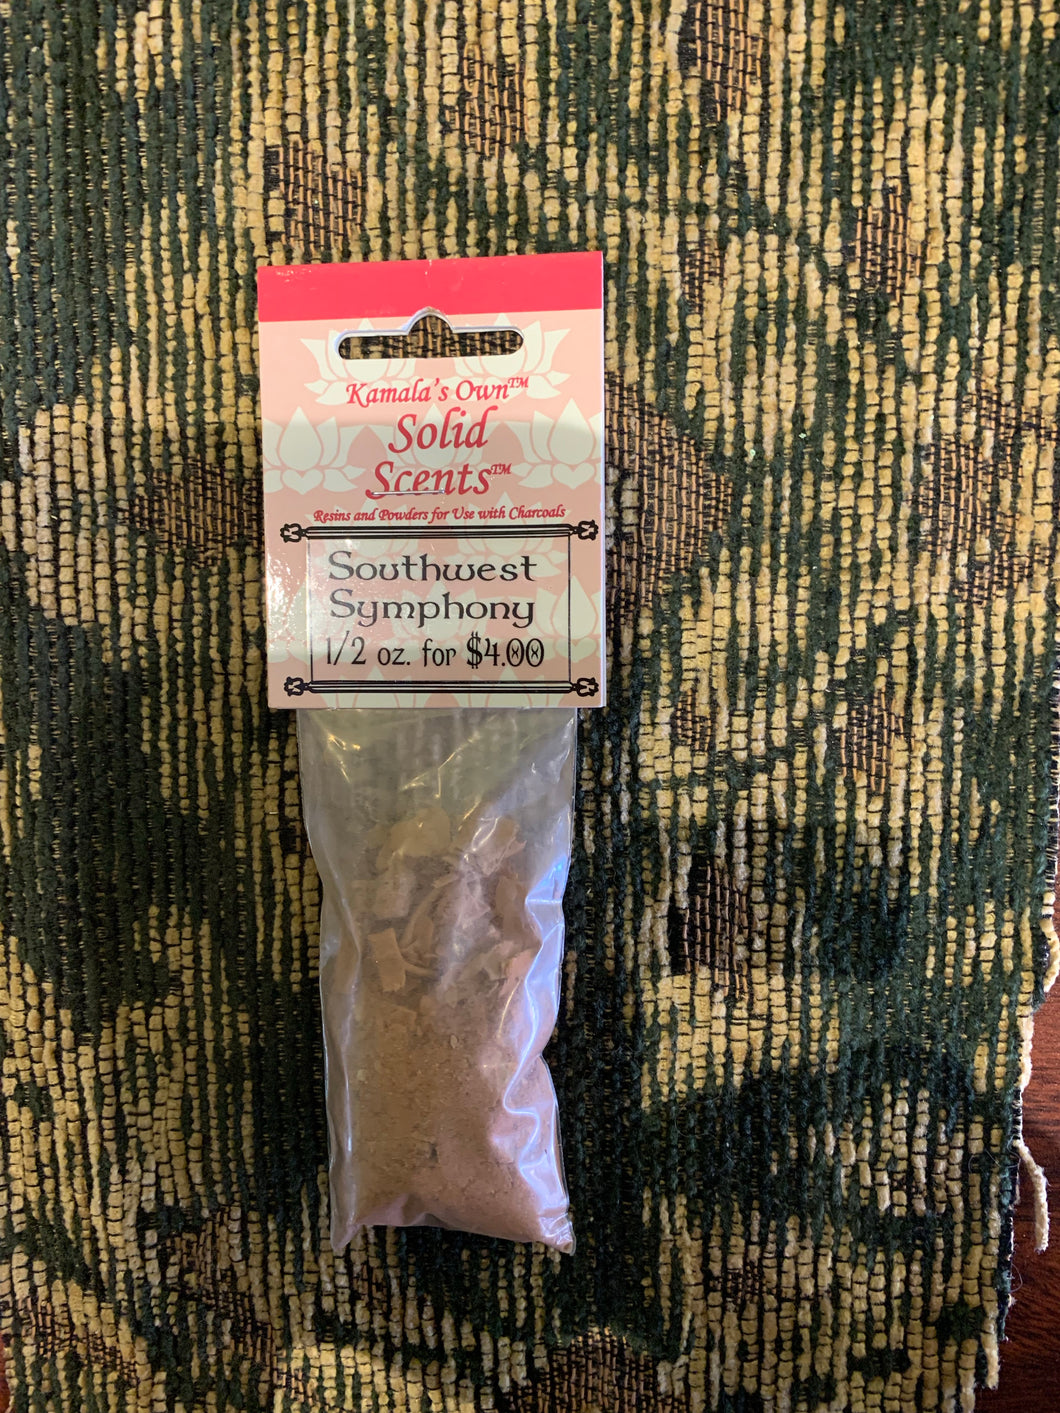 Kamala's Own™
Solid
Scents™
Resins and Powders for Use with Charcoals
Southwest
Symphony
1/2 oz. for $4.00